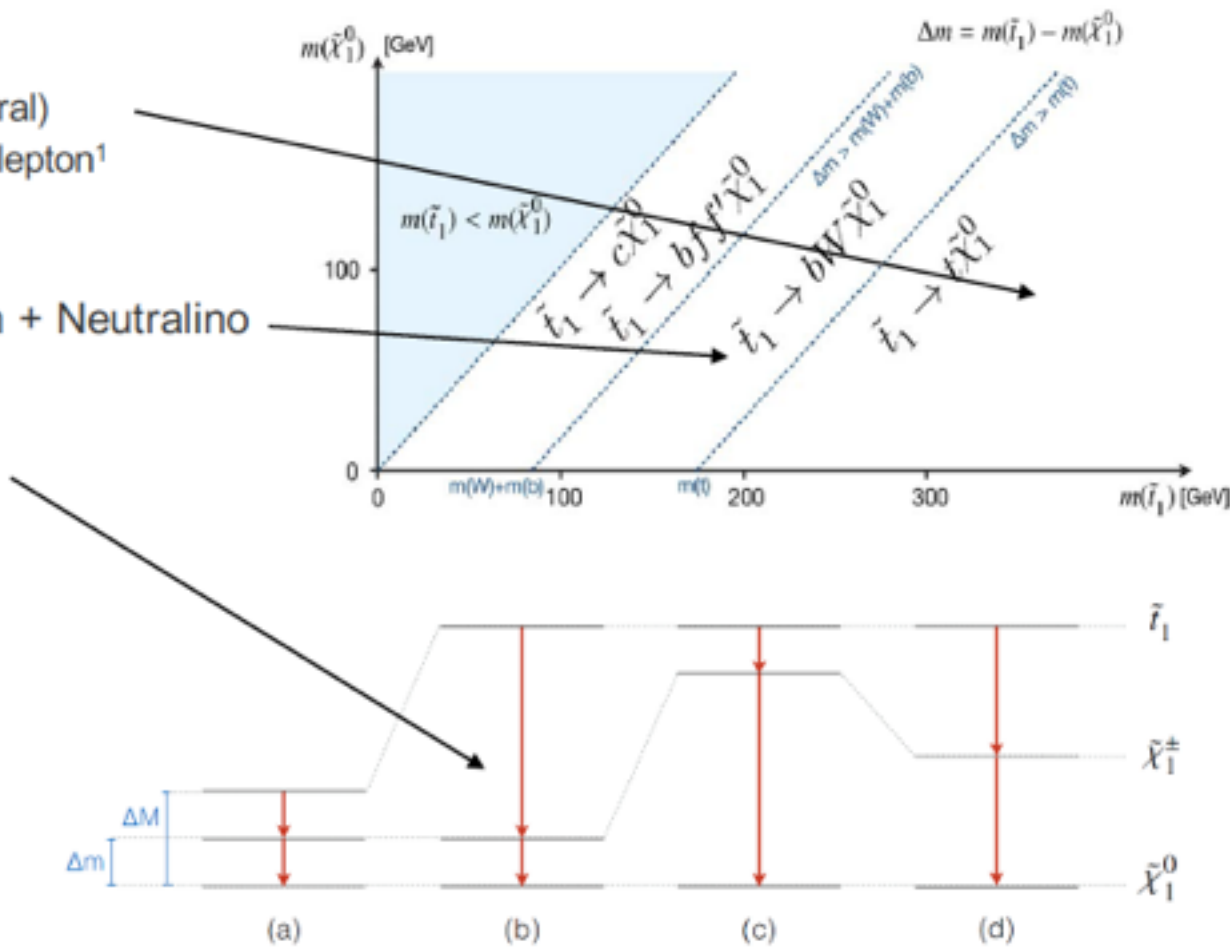 m(χ̃₁⁰) [GeV]
Δm = m(t̃₁) − m(χ̃₁⁰)
ral)
lepton¹
+ Neutralino
m(t̃₁) < m(χ̃₁⁰)
t̃₁ → cχ̃₁⁰
t̃₁ → bff′χ̃₁⁰
Δm > m(W)+m(b)
t̃₁ → bWχ̃₁⁰
Δm > m(t)
t̃₁ → tχ̃₁⁰
100
0
0
m(W)+m(b)
100
m(t)
200
300
m(t̃₁) [GeV]
t̃₁
χ̃₁±
χ̃₁⁰
ΔM
Δm
(a) (b) (c) (d)